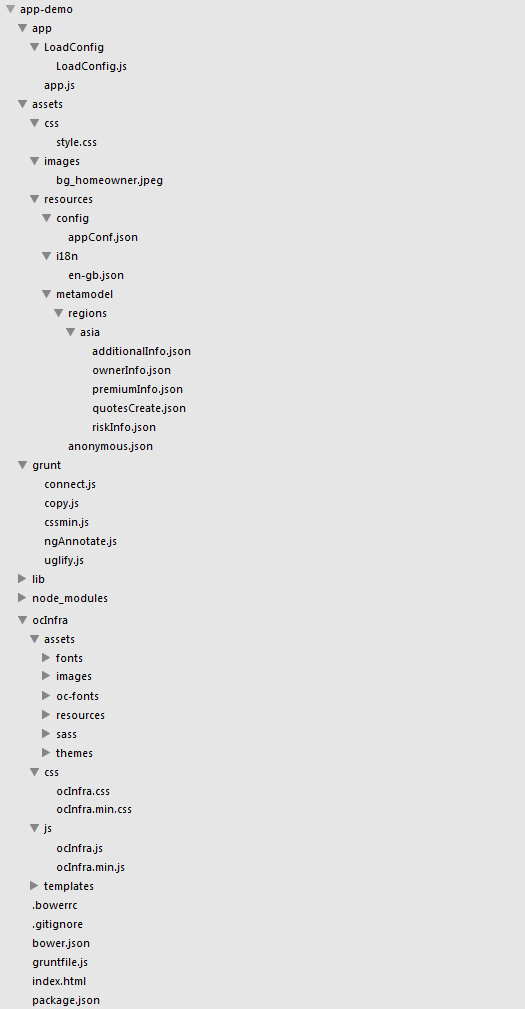 app-demo
app
LoadConfig
LoadConfig.js
app.js
assets
css
style.css
images
bg_homeowner.jpeg
resources
config
appConf.json
i18n
en-gb.json
metamodel
regions
asia
additionalInfo.json
ownerInfo.json
premiumInfo.json
quotesCreate.json
riskInfo.json
anonymous.json
grunt
connect.js
copy.js
cssmin.js
ngAnnotate.js
uglify.js
lib
node_modules
ocInfra
assets
fonts
images
oc-fonts
resources
sass
themes
css
ocInfra.css
ocInfra.min.css
js
ocInfra.js
ocInfra.min.js
templates
.bowerrc
.gitignore
bower.json
gruntfile.js
index.html
package.json